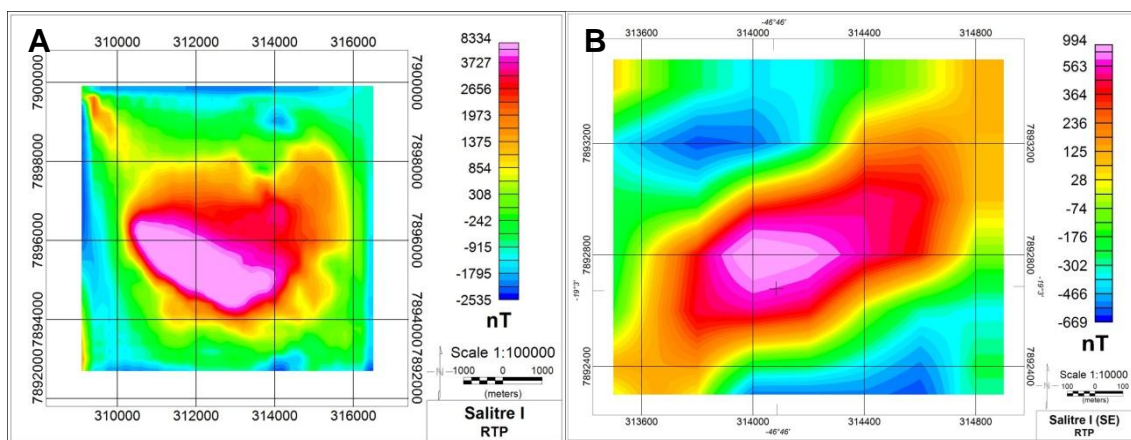 A
310000 312000 314000 316000
7900000
7898000
7896000
7894000
7892000
7900000
7898000
7896000
7894000
7892000
310000 312000 314000 316000
8334
3727
2656
1973
1375
854
308
-242
-915
-1795
-2535
nT
Scale 1:100000
1000 0 1000
(meters)
Salitre I
RTP
B
-46°46'
313600 314000 314400 314800
7893200
7892800
7892400
7893200
7892800
7892400
-19°3'
-19°3'
313600 314000 314400 314800
-46°46'
994
563
364
236
125
28
-74
-176
-302
-466
-669
nT
Scale 1:10000
100 0 100
(meters)
Salitre I (SE)
RTP